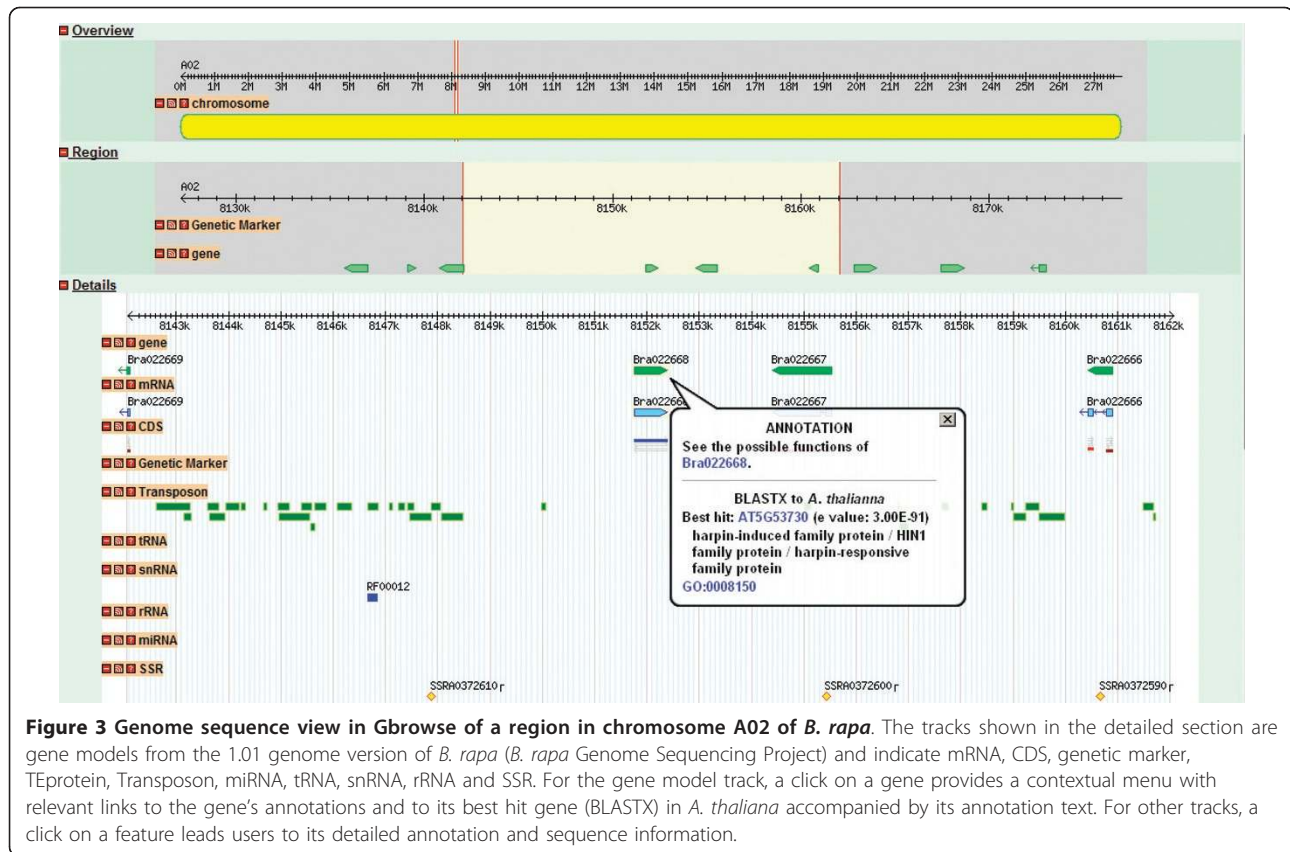 Overview
A02
0M 1M 2M 3M 4M 5M 6M 7M 8M 9M 10M 11M 12M 13M 14M 15M 16M 17M 18M 19M 20M 21M 22M 23M 24M 25M 26M 27M
chromosome
Region
A02
8130k 8140k 8150k 8160k 8170k
Genetic Marker
gene
Details
8143k 8144k 8145k 8146k 8147k 8148k 8149k 8150k 8151k 8152k 8153k 8154k 8155k 8156k 8157k 8158k 8159k 8160k 8161k 8162k
gene
Bra022669 Bra022668 Bra022667 Bra022666
mRNA
Bra022669 Bra022667 Bra022666
CDS
Genetic Marker
Transposon
tRNA
snRNA
RF00012
rRNA
miRNA
SSR
SSRA0372610 SSRA0372600 SSRA0372590
ANNOTATION
See the possible functions of
Bra022668.
BLASTX to A. thalianna
Best hit: AT5G53730 (e value: 3.00E-91)
harpin-induced family protein / HIN1
family protein / harpin-responsive
family protein
GO:0008150
Figure 3 Genome sequence view in Gbrowse of a region in chromosome A02 of B. rapa. The tracks shown in the detailed section are
gene models from the 1.01 genome version of B. rapa (B. rapa Genome Sequencing Project) and indicate mRNA, CDS, genetic marker,
TEprotein, Transposon, miRNA, tRNA, snRNA, rRNA and SSR. For the gene model track, a click on a gene provides a contextual menu with
relevant links to the gene's annotations and to its best hit gene (BLASTX) in A. thaliana accompanied by its annotation text. For other tracks, a
click on a feature leads users to its detailed annotation and sequence information.